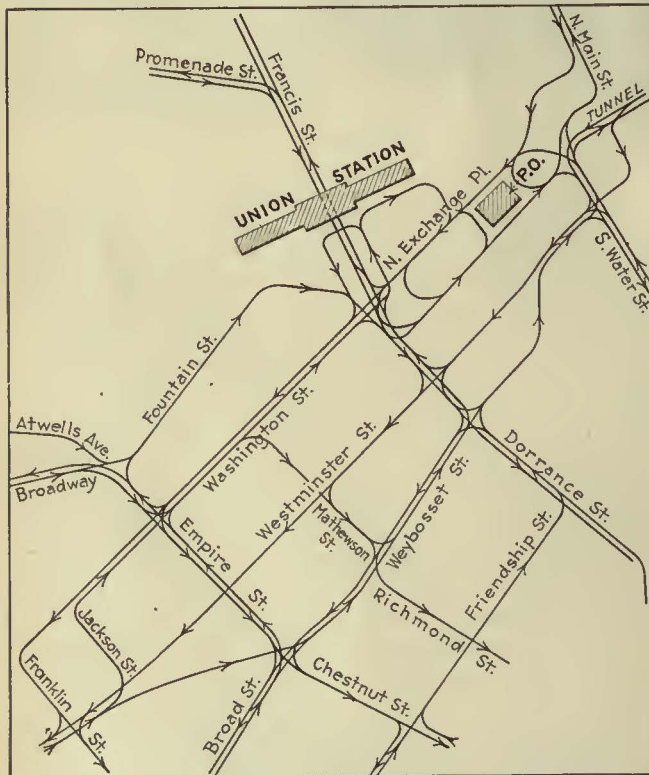 N. Main St.
Promenade St.
Francis St.
TUNNEL
P.O.
UNION STATION
N. Exchange Pl.
S. Water St.
Fountain St.
Atwells Ave.
Broadway
Washington St.
Westminster St.
Mathewson
St.
Weybosset St.
Dorrance St.
Empire St.
Friendship St.
Richmond
St.
Jackson St.
Franklin
St.
Broad St.
Chestnut St.